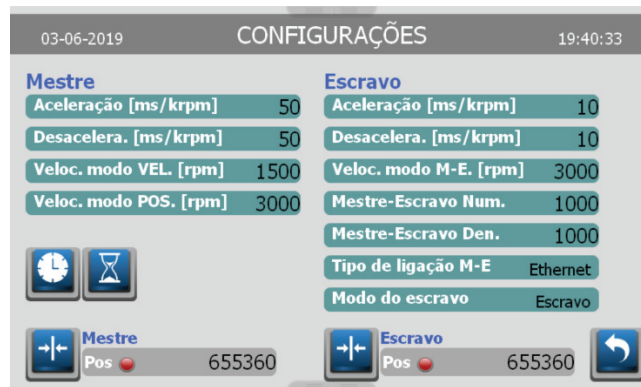 03-06-2019 CONFIGURAÇÕES 19:40:33
Mestre
Aceleração [ms/krpm] 50
Desacelera. [ms/krpm] 50
Veloc. modo VEL. [rpm] 1500
Veloc. modo POS. [rpm] 3000
Escravo
Aceleração [ms/krpm] 10
Desacelera. [ms/krpm] 10
Veloc. modo M-E. [rpm] 3000
Mestre-Escravo Num. 1000
Mestre-Escravo Den. 1000
Tipo de ligação M-E Ethernet
Modo do escravo Escravo
Mestre
Pos 655360
Escravo
Pos 655360